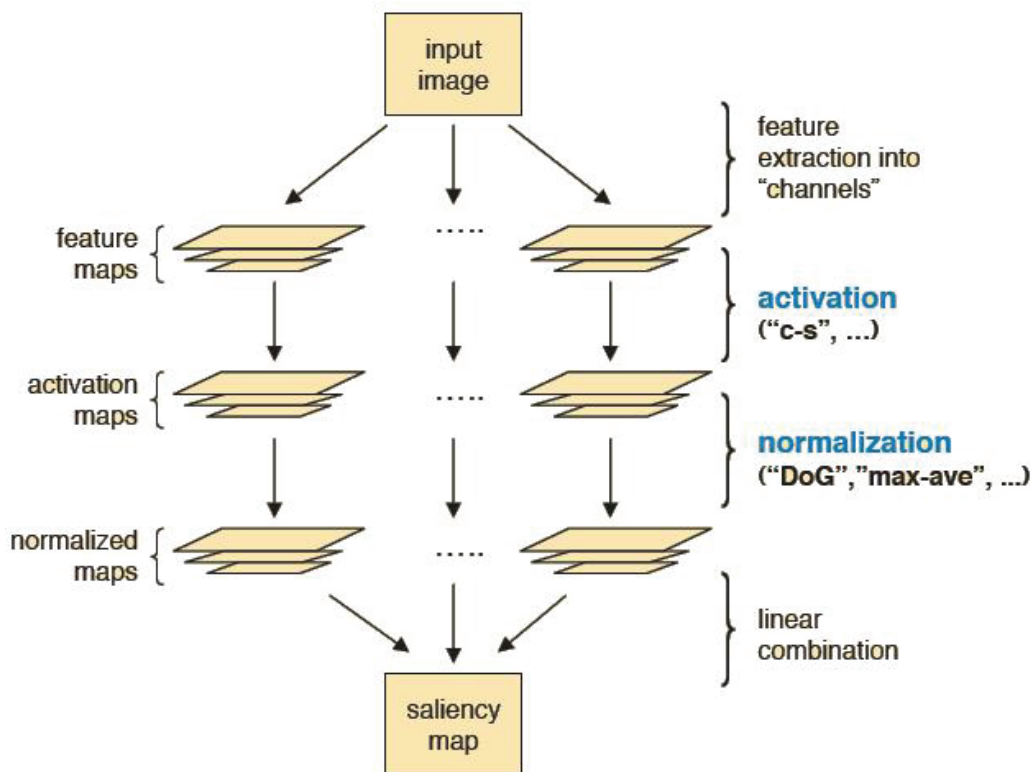 input
image
feature
extraction into
“channels”
feature
maps
.....
activation
(“c-s”, ...)
activation
maps
.....
normalization
(“DoG”,”max-ave”, ...)
normalized
maps
.....
linear
combination
saliency
map